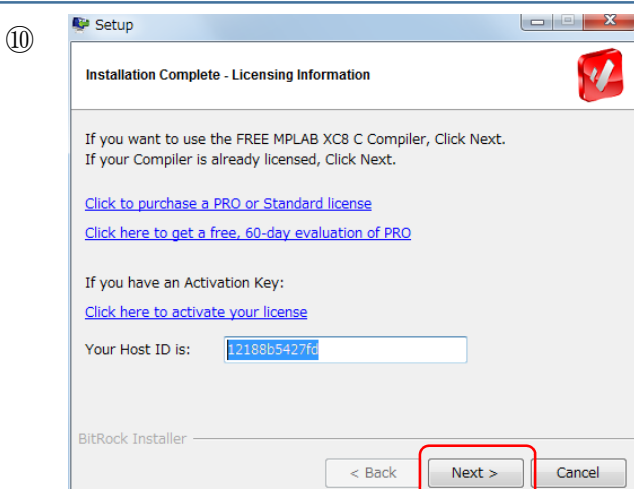 ⑩
Setup
Installation Complete - Licensing Information
If you want to use the FREE MPLAB XC8 C Compiler, Click Next.
If your Compiler is already licensed, Click Next.
Click to purchase a PRO or Standard license
Click here to get a free, 60-day evaluation of PRO
If you have an Activation Key:
Click here to activate your license
Your Host ID is: 12188b5427fd
BitRock Installer
< Back Next > Cancel